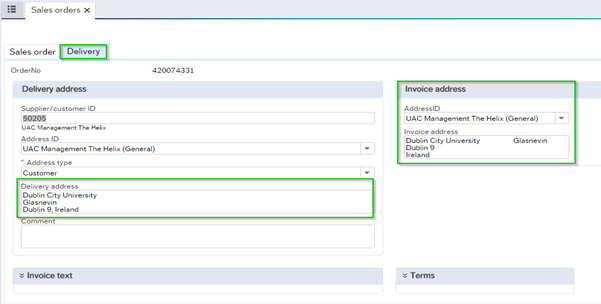 Sales orders ×
Sales order Delivery
OrderNo 420074331
Delivery address
Supplier/customer ID
50205
UAC Management The Helix
Address ID
UAC Management The Helix (General)
* Address type
Customer
Delivery address
Dublin City University
Glasnevin
Dublin 9, Ireland
Comment
Invoice address
AddressID
UAC Management The Helix (General)
Invoice address
Dublin City University Glasnevin
Dublin 9
Ireland
Invoice text
Terms